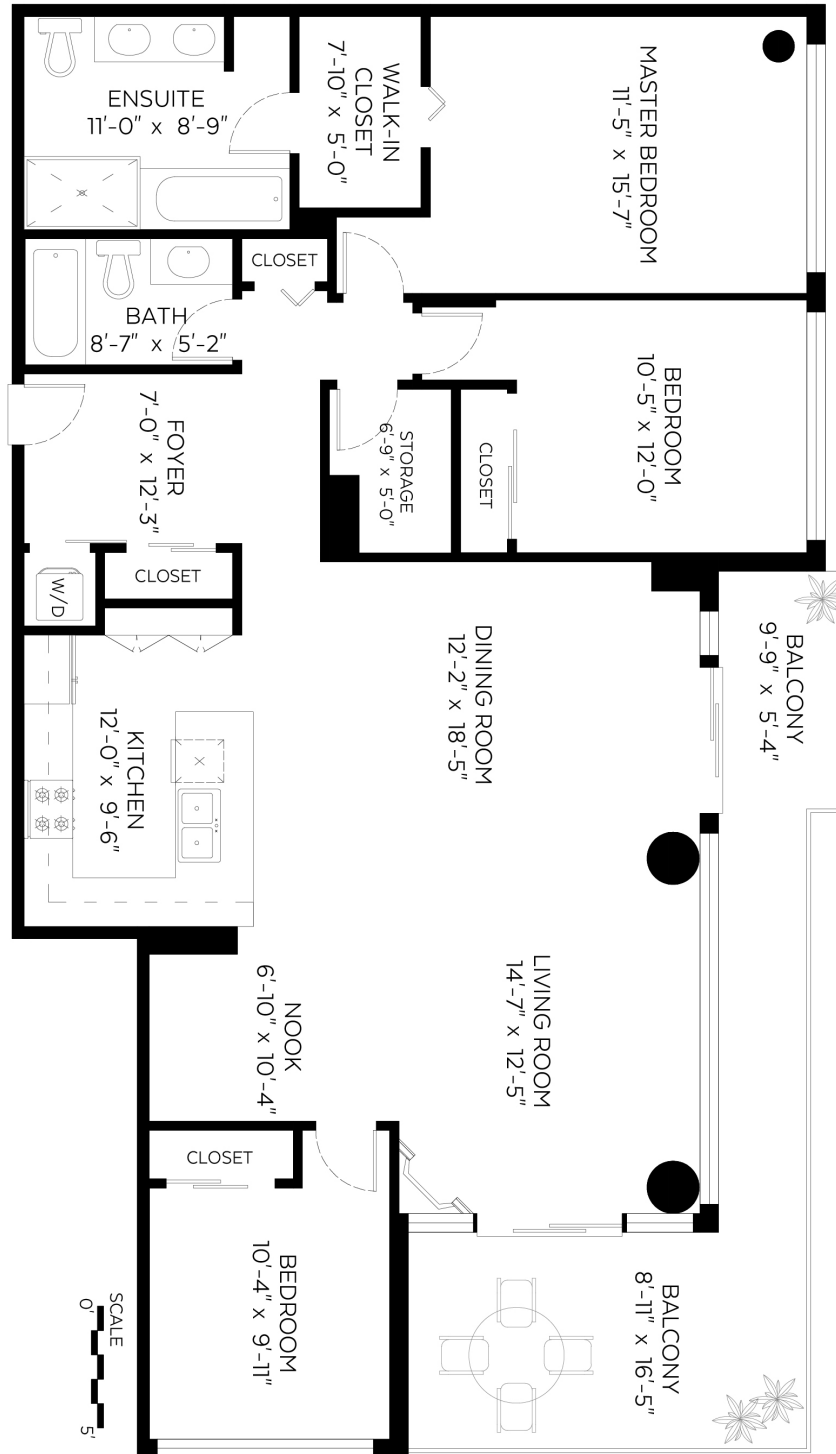 ENSUITE
11'-0" x 8'-9"
WALK-IN
CLOSET
7'-10" x 5'-0"
MASTER BEDROOM
11'-5" x 15'-7"
CLOSET
BATH
8'-7" x 5'-2"
FOYER
7'-0" x 12'-3"
STORAGE
6'-9" x 5'-0"
CLOSET
BEDROOM
10'-5" x 12'-0"
W/D
CLOSET
BALCONY
9'-9" x 5'-4"
DINING ROOM
12'-2" x 18'-5"
KITCHEN
12'-0" x 9'-6"
X
NOOK
6'-10" x 10'-4"
LIVING ROOM
14'-7" x 12'-5"
CLOSET
BEDROOM
10'-4" x 9'-11"
BALCONY
8'-11" x 16'-5"
SCALE
0' 5'